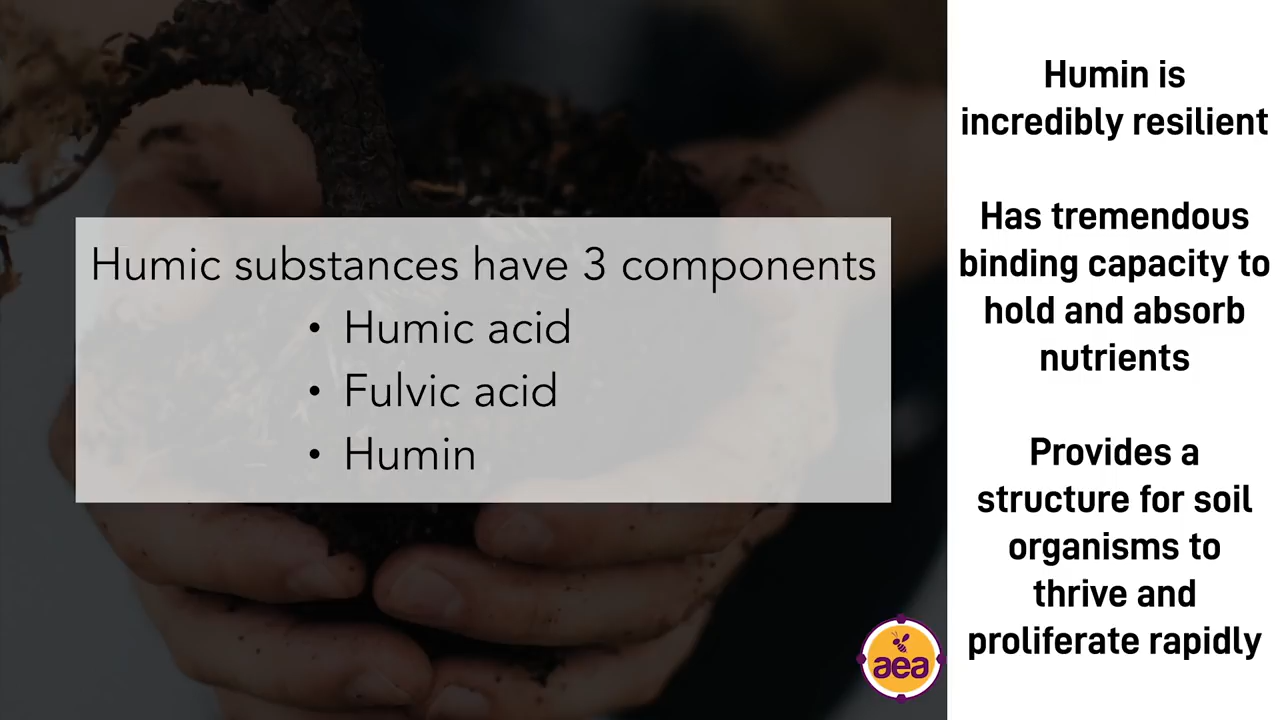 Humic substances have 3 components
• Humic acid
• Fulvic acid
• Humin
Humin is
incredibly resilient
Has tremendous
binding capacity to
hold and absorb
nutrients
Provides a
structure for soil
organisms to
thrive and
proliferate rapidly
aea